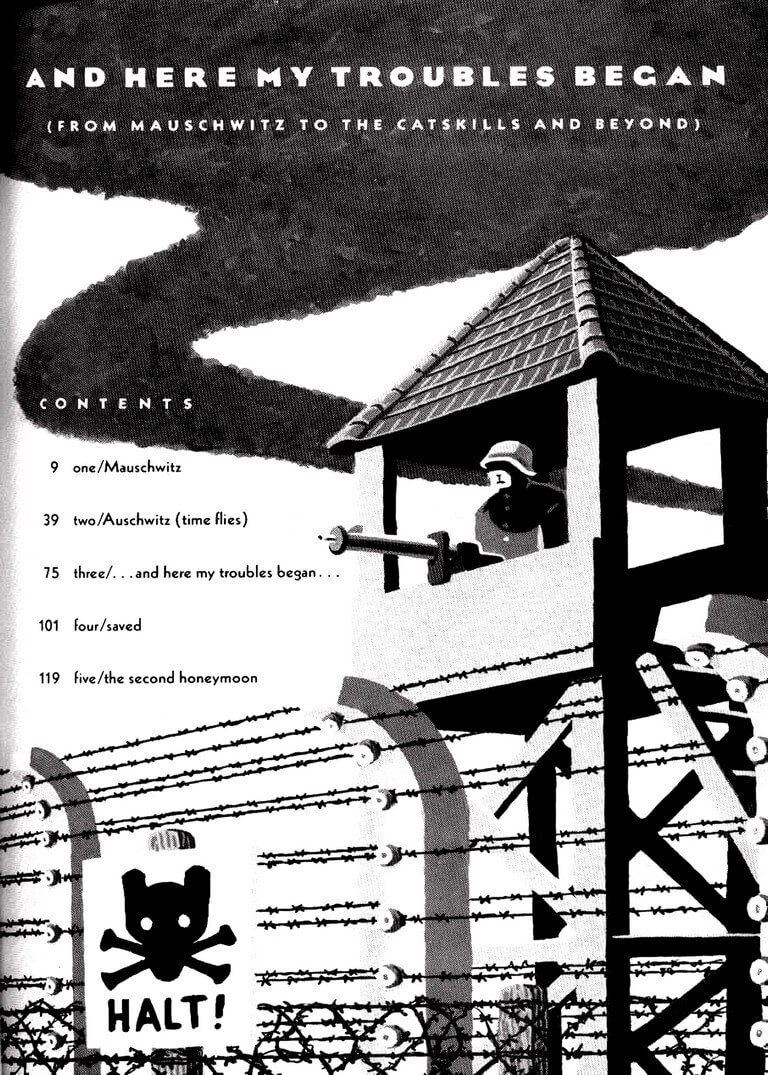 AND HERE MY TROUBLES BEGAN
(FROM MAUSCHWITZ TO THE CATSKILLS AND BEYOND)
CONTENTS
9 one/Mauschwitz
39 two/Auschwitz (time flies)
75 three/...and here my troubles began...
101 four/saved
119 five/the second honeymoon
HALT!